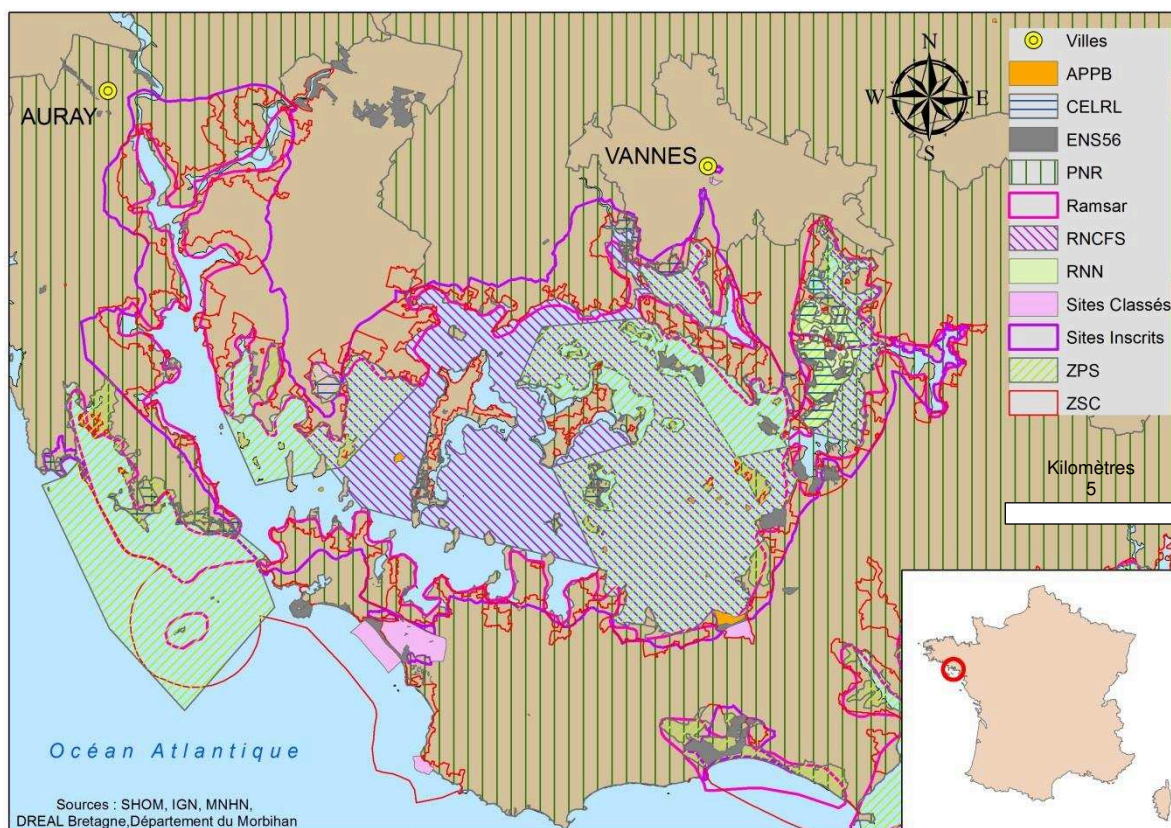 AURAY
VANNES
N
W
E
S
Villes
APPB
CELRL
ENS56
PNR
Ramsar
RNCFS
RNN
Sites Classés
Sites Inscrits
ZPS
ZSC
Kilomètres
5
Océan Atlantique
Sources : SHOM, IGN, MNHN,
DREAL Bretagne,Département du Morbihan